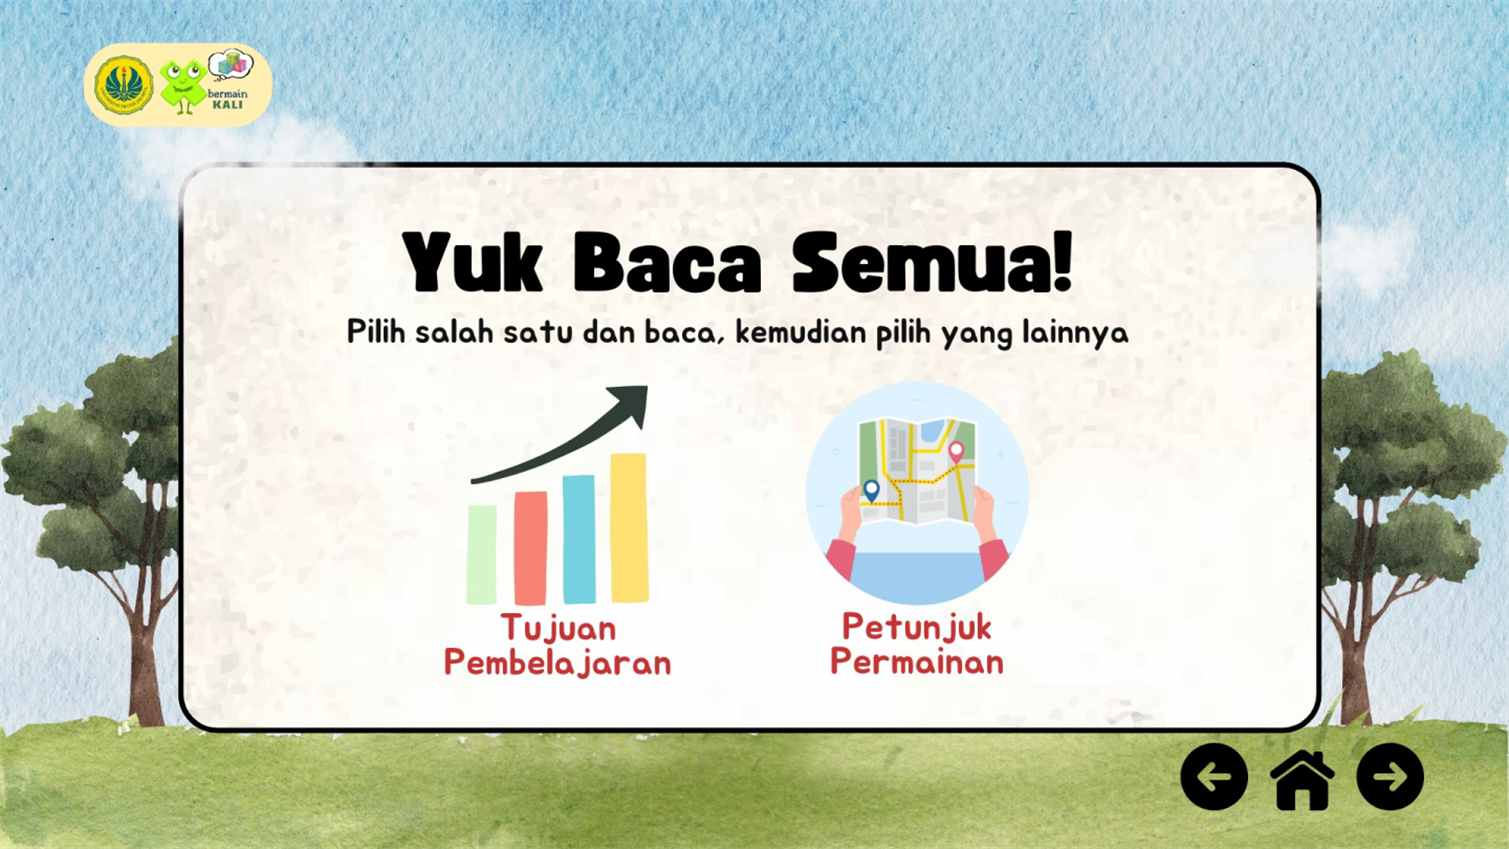 bermain
KALI
Yuk Baca Semua!
Pilih salah satu dan baca, kemudian pilih yang lainnya
Tujuan
Pembelajaran
Petunjuk
Permainan